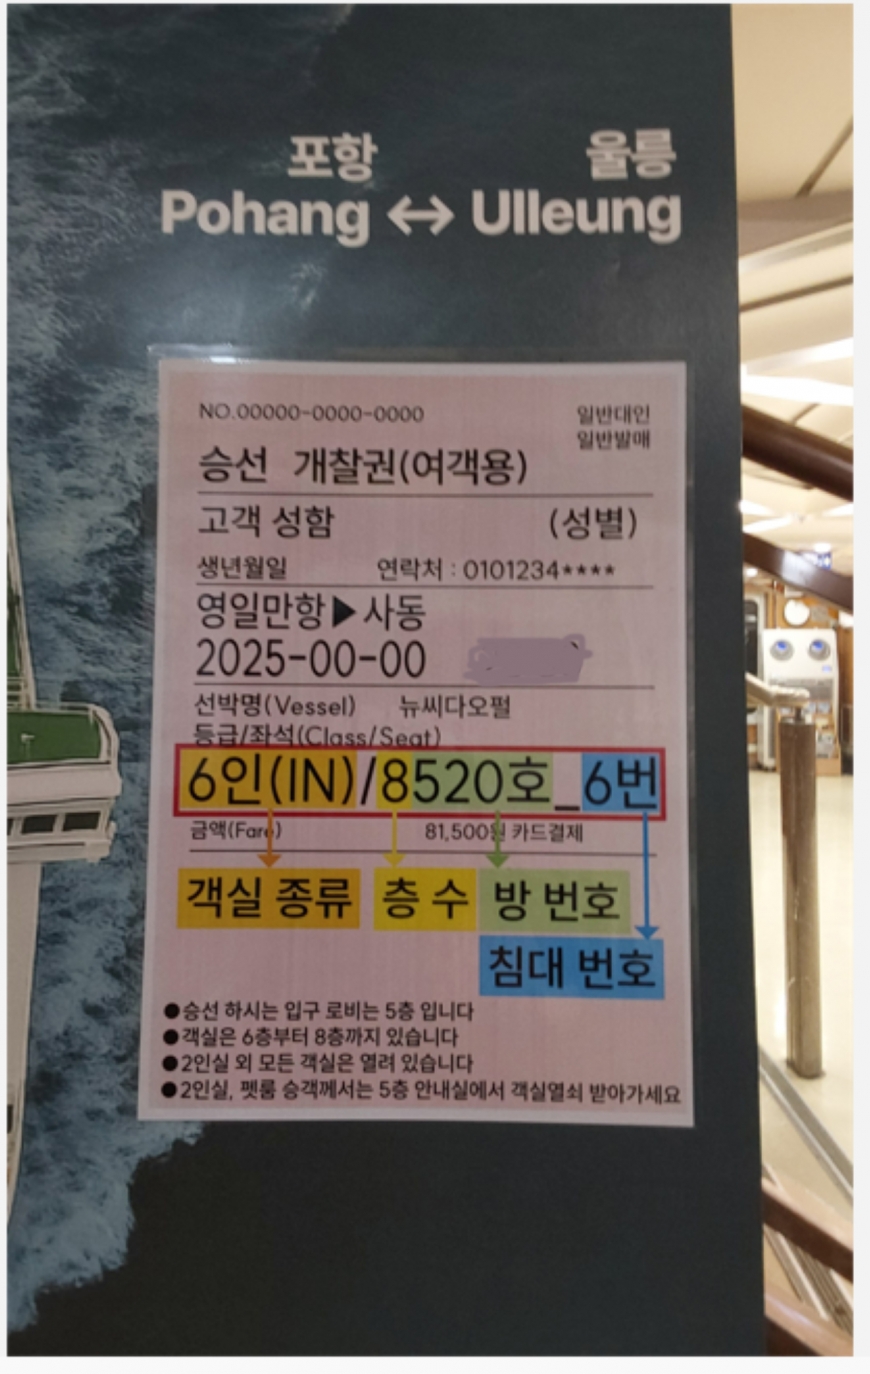 포항 울릉
Pohang ↔ Ulleung
NO.00000-0000-0000 일반대인
일반발매
승선 개찰권(여객용)
고객 성함 (성별)
생년월일 연락처 : 0101234****
영일만항▶사동
2025-00-00
선박명(Vessel) 뉴씨다오펄
등급/좌석(Class/Seat)
6인(IN)/8520호_6번
금액(Fare) 81,500원 카드결제
객실 종류 층 수 방 번호
침대 번호
●승선 하시는 입구 로비는 5층 입니다
●객실은 6층부터 8층까지 있습니다
●2인실 외 모든 객실은 열려 있습니다
●2인실, 펫룸 승객께서는 5층 안내실에서 객실열쇠 받아가세요